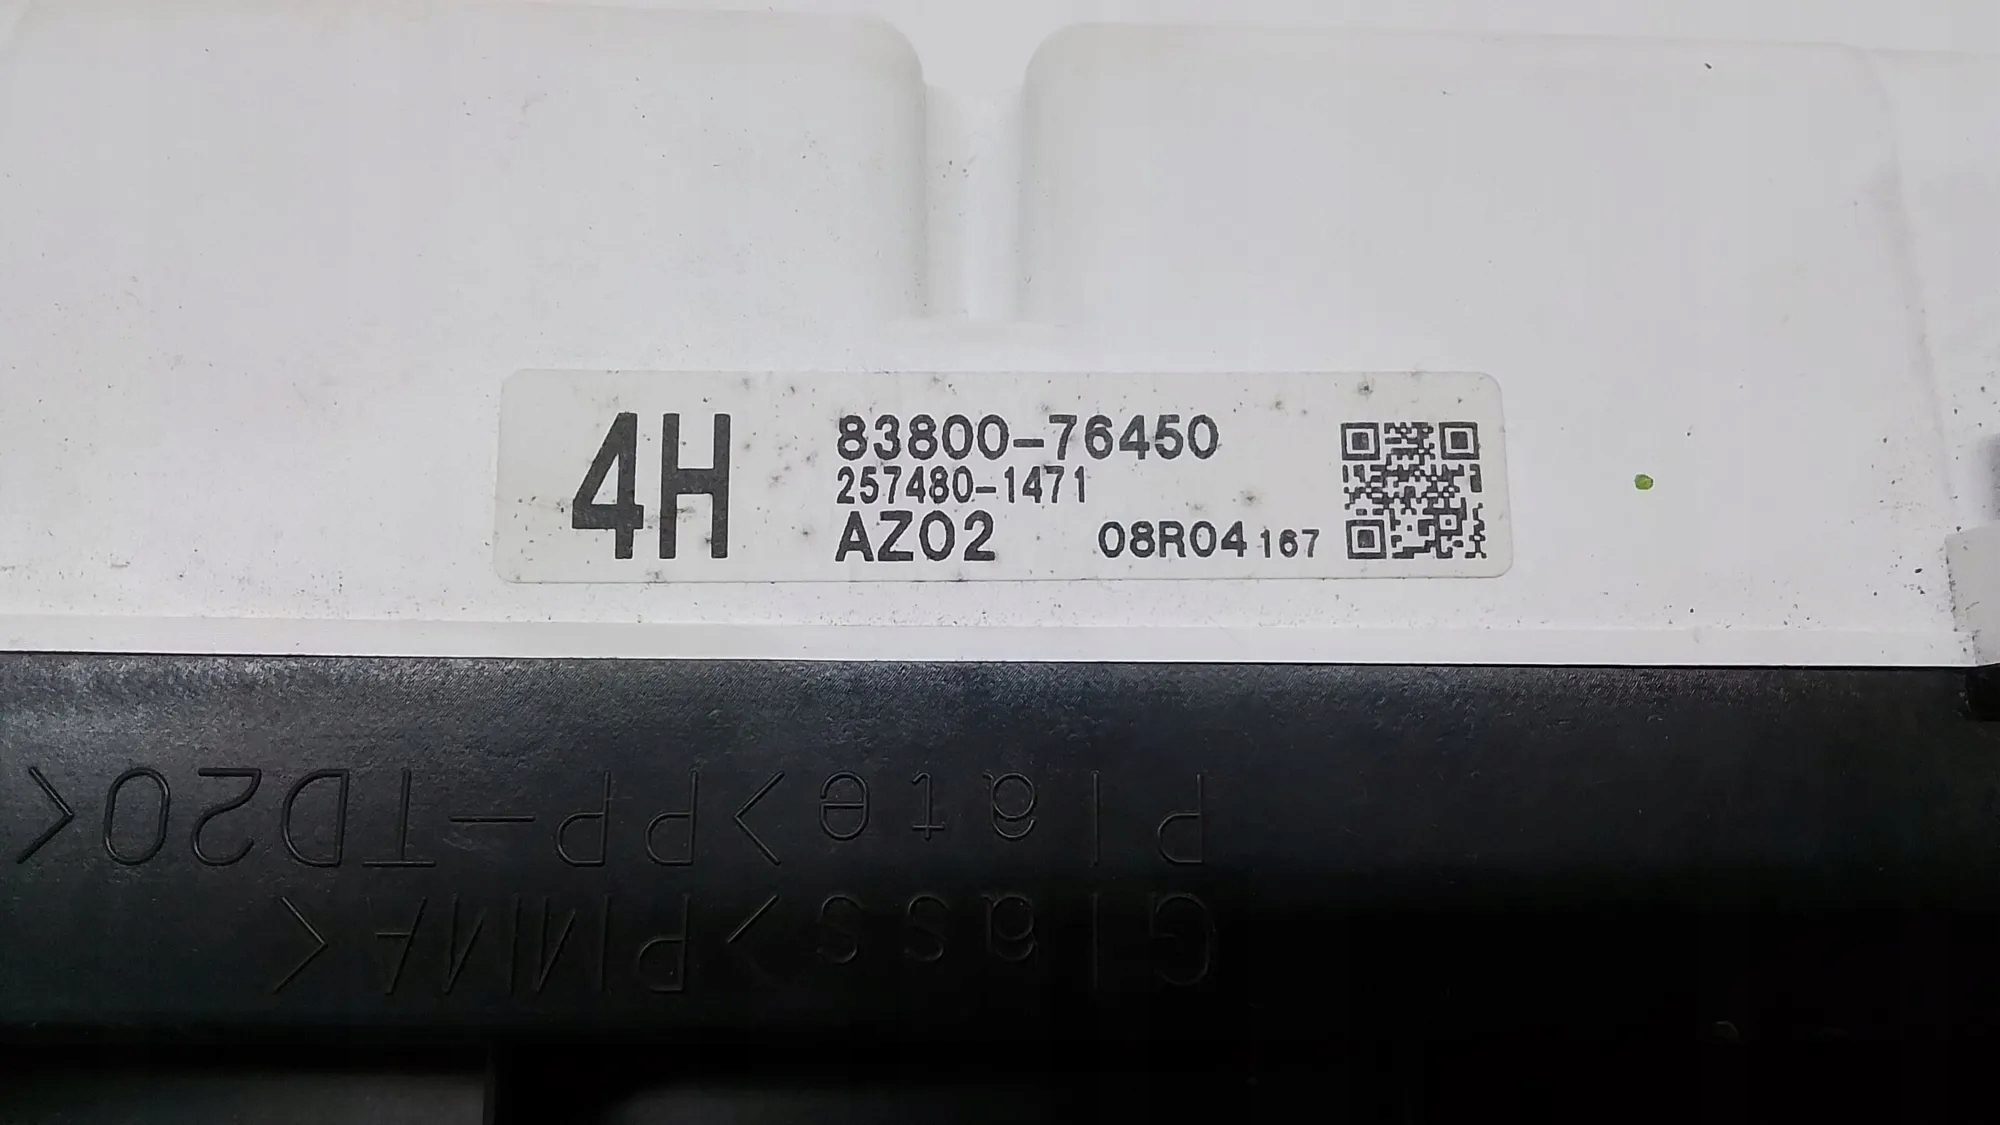 4H
83800-76450
257480-1471
AZ02 08R04 167
Glass>PMMA<
Plate>PP-TD20<